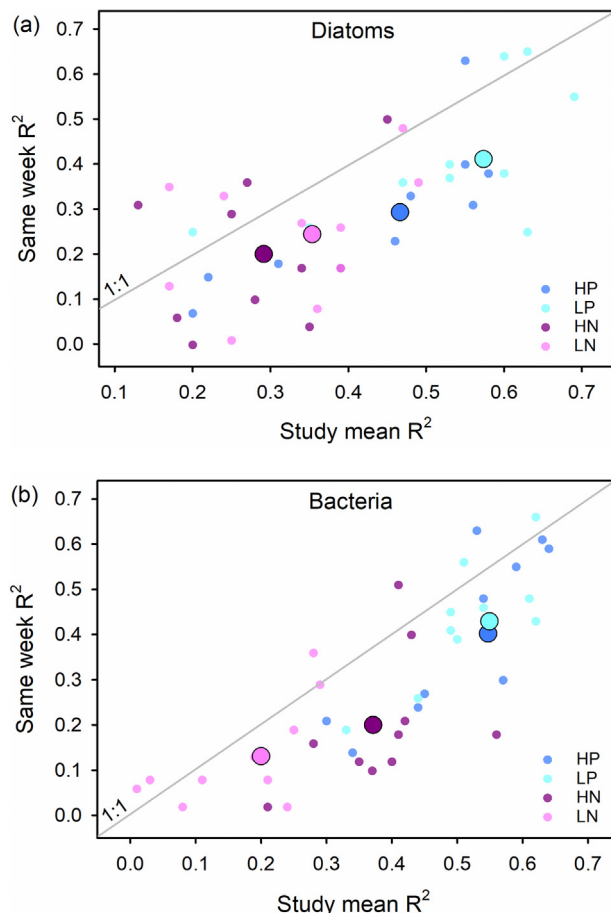 (a)
Diatoms
0.7
0.6
0.5
0.4
0.3
0.2
0.1
0.0
Same week R²
1:1
HP
LP
HN
LN
0.1 0.2 0.3 0.4 0.5 0.6 0.7
Study mean R²
(b)
Bacteria
0.7
0.6
0.5
0.4
0.3
0.2
0.1
0.0
Same week R²
1:1
HP
LP
HN
LN
0.0 0.1 0.2 0.3 0.4 0.5 0.6 0.7
Study mean R²